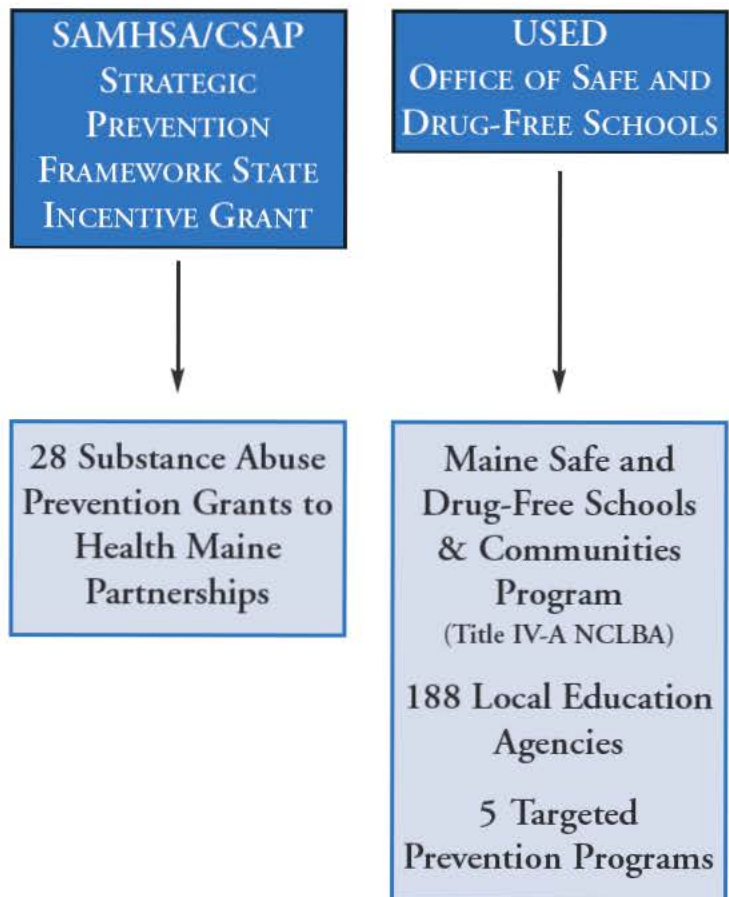 SAMHSA/CSAP
STRATEGIC
PREVENTION
FRAMEWORK STATE
INCENTIVE GRANT
USED
OFFICE OF SAFE AND
DRUG-FREE SCHOOLS
28 Substance Abuse
Prevention Grants to
Health Maine
Partnerships
Maine Safe and
Drug-Free Schools
& Communities
Program
(Title IV-A NCLBA)
188 Local Education
Agencies
5 Targeted
Prevention Programs